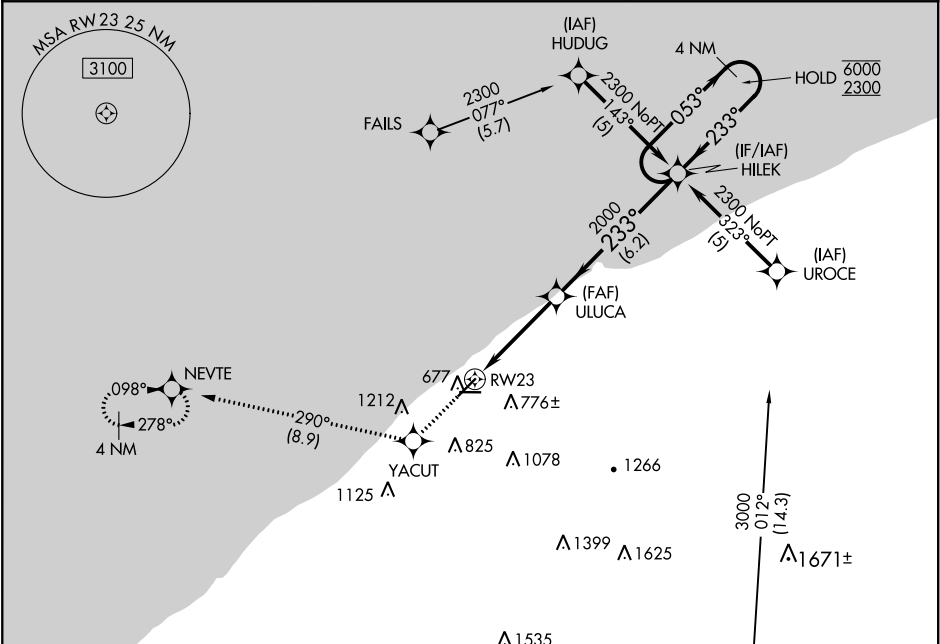 MSA RW23 25 NM
3100
(IAF)
HUDUG
4 NM
HOLD
6000
2300
2300
077°
(5.7)
FAILS
2300 NoPT
143°
(5)
053°
233°
(IF/IAF)
HILEK
2300 NoPT
323°
(5)
(IAF)
UROCE
2000
233°
(6.2)
(FAF)
ULUCA
NEVTE
098°
278°
4 NM
290°
(8.9)
677
RW23
1212
776±
YACUT
825
1078
1266
1125
3000
012°
(14.3)
1399
1625
1671±
1535